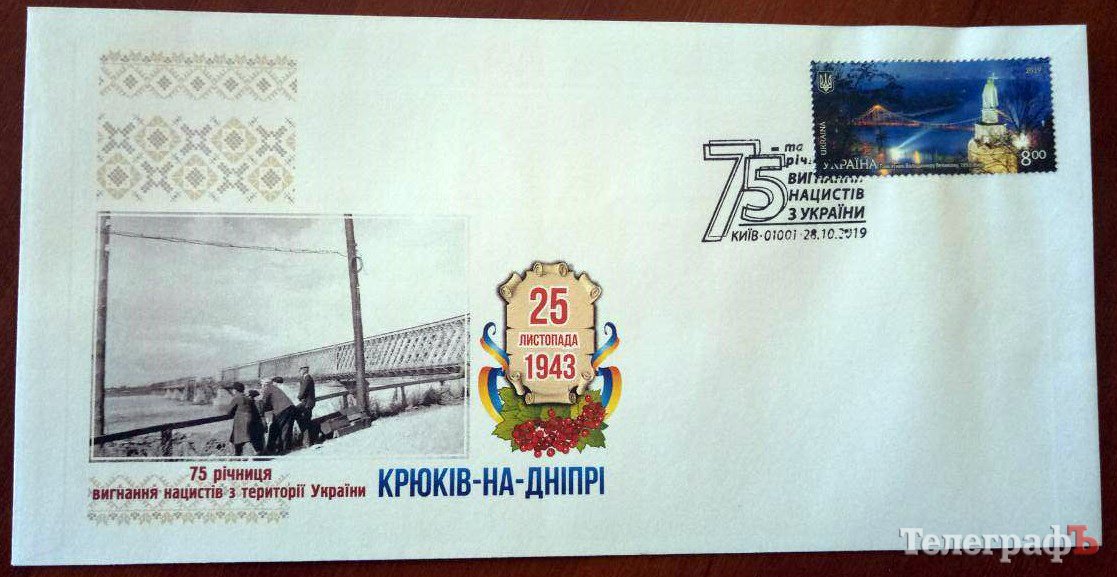 2019
UKRAINE
УКРАЇНА
8.00
75
-та
ВИГНАННЯ
НАЦИСТІВ
З УКРАЇНИ
КИЇВ·01001·28.10.2019
25
ЛИСТОПАДА
1943
75 річниця
вигнання нацистів з території України
КРЮКІВ-НА-ДНІПРІ
ТелеграфЪ